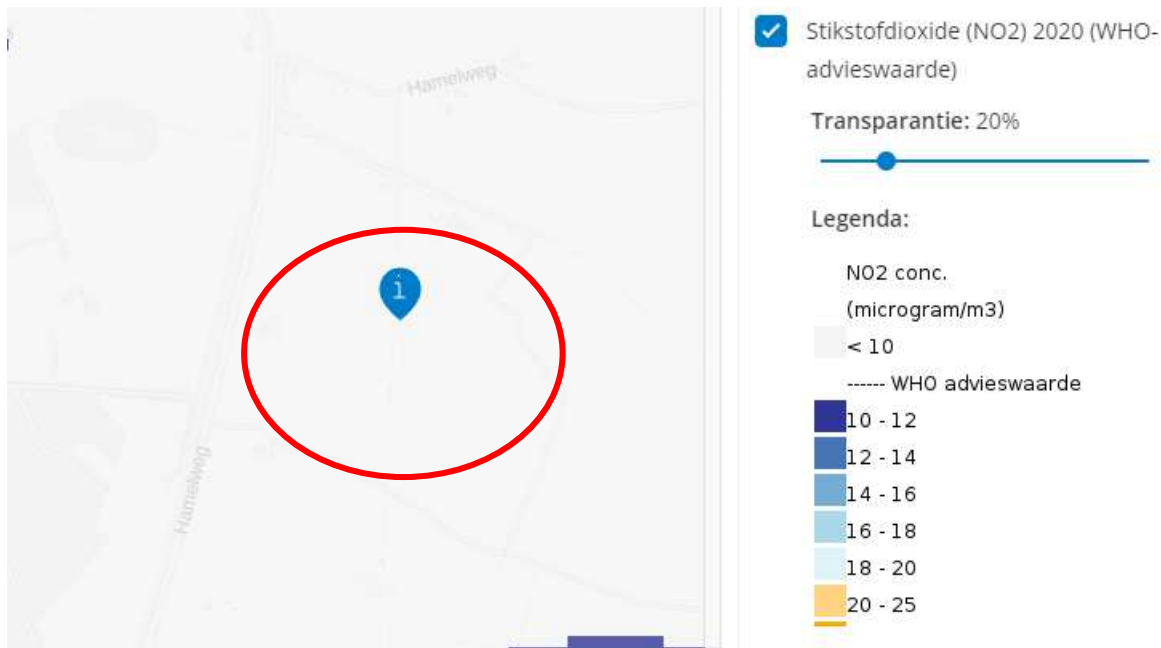 Hamelweg
Hamelweg
i
Stikstofdioxide (NO2) 2020 (WHO-
advieswaarde)
Transparantie: 20%
Legenda:
NO2 conc.
(microgram/m3)
< 10
------ WHO advieswaarde
10 - 12
12 - 14
14 - 16
16 - 18
18 - 20
20 - 25